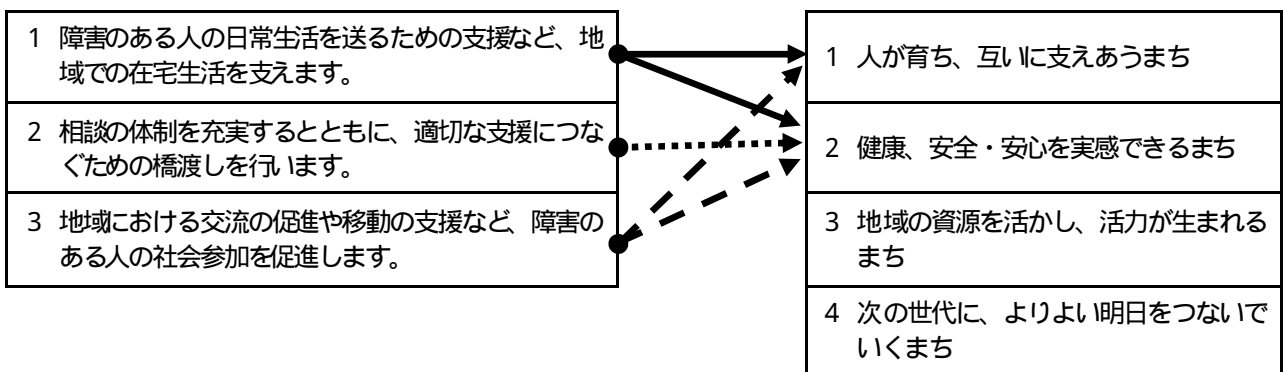 1 障害のある人の日常生活を送るための支援など、地
域での在宅生活を支えます。
2 相談の体制を充実するとともに、適切な支援につな
ぐための橋渡しを行います。
3 地域における交流の促進や移動の支援など、障害の
ある人の社会参加を促進します。
1 人が育ち、互いに支えあうまち
2 健康、安全・安心を実感できるまち
3 地域の資源を活かし、活力が生まれる
まち
4 次の世代に、よりよい明日をつないで
いくまち